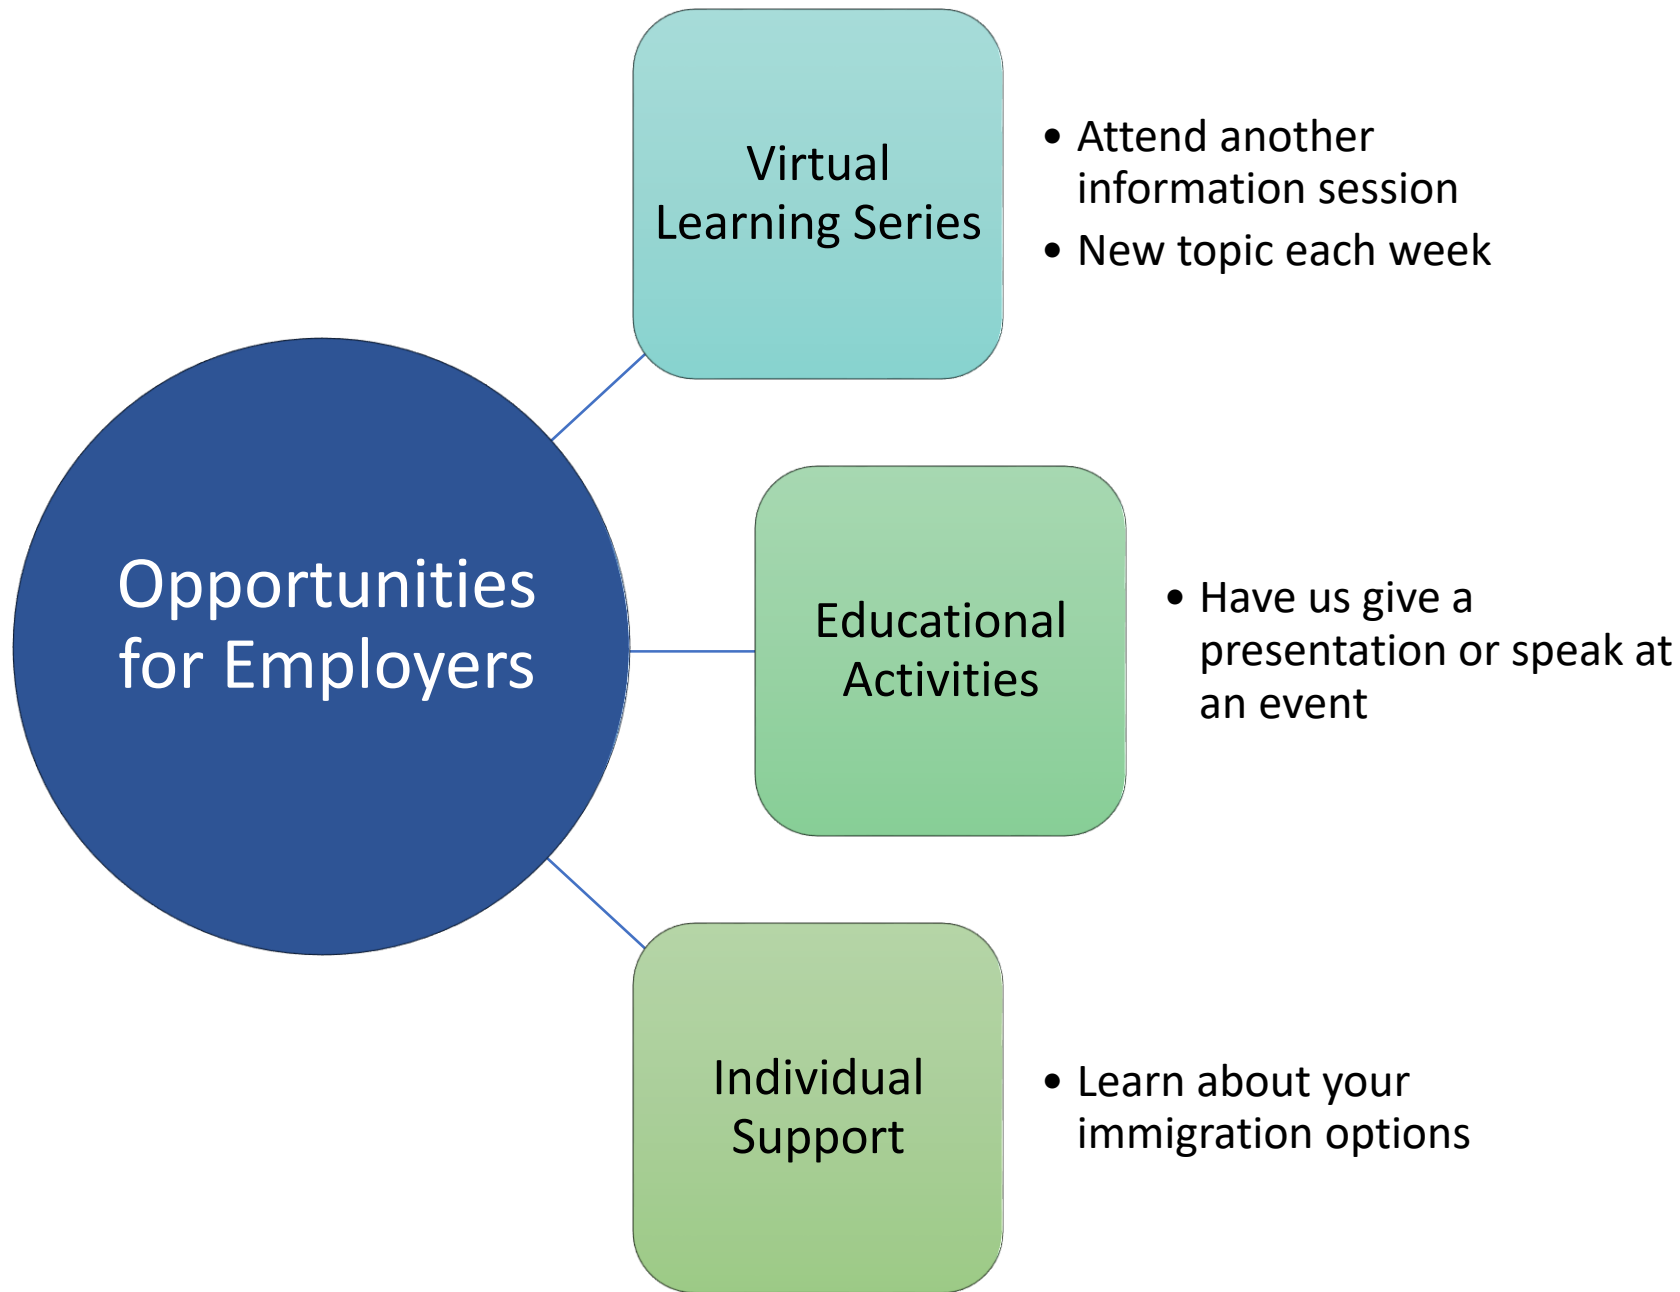 Opportunities
for Employers
Virtual
Learning Series
• Attend another
information session
• New topic each week
Educational
Activities
• Have us give a
presentation or speak at
an event
Individual
Support
• Learn about your
immigration options